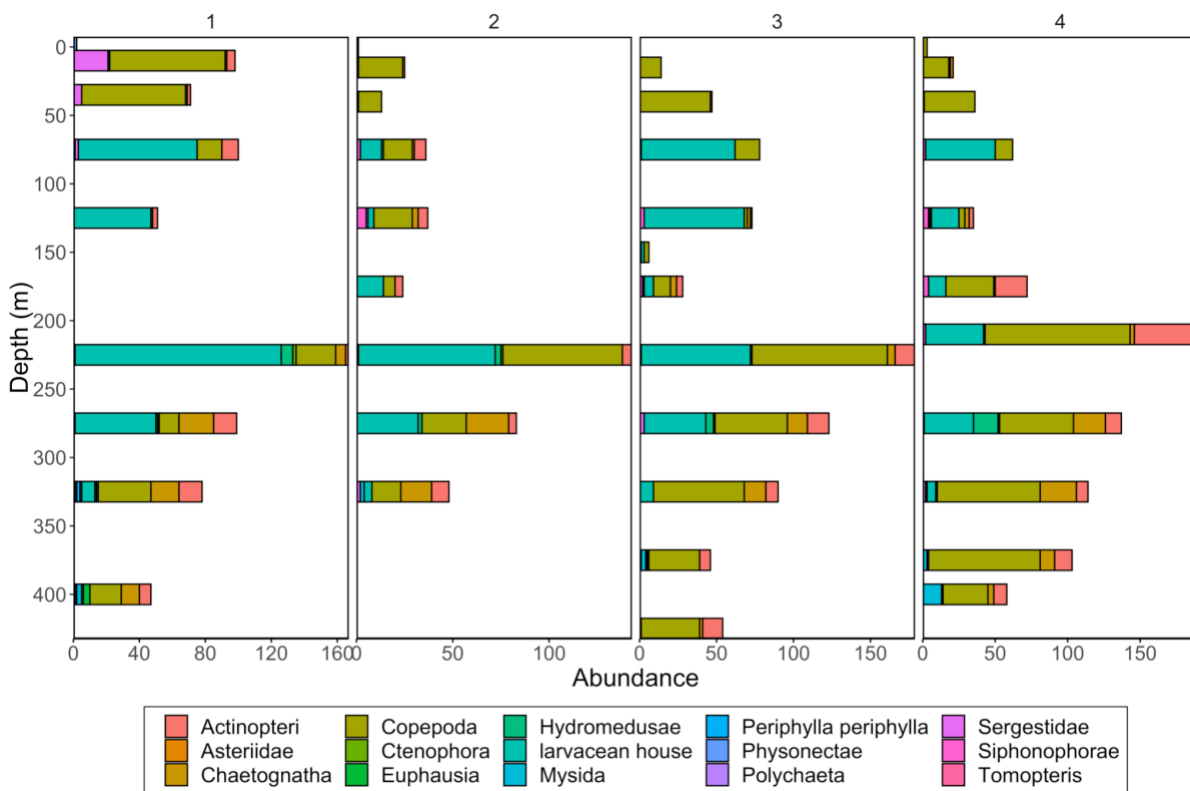 1 2 3 4
0
50
100
150
200
250
300
350
400
Depth (m)
0 40 80 120 160 0 50 100 0 50 100 150 0 50 100 150
Abundance
Actinopteri Copepoda Hydromedusae Periphylla periphylla Sergestidae
Asteriidae Ctenophora larvacean house Physonectae Siphonophorae
Chaetognatha Euphausia Mysida Polychaeta Tomopteris